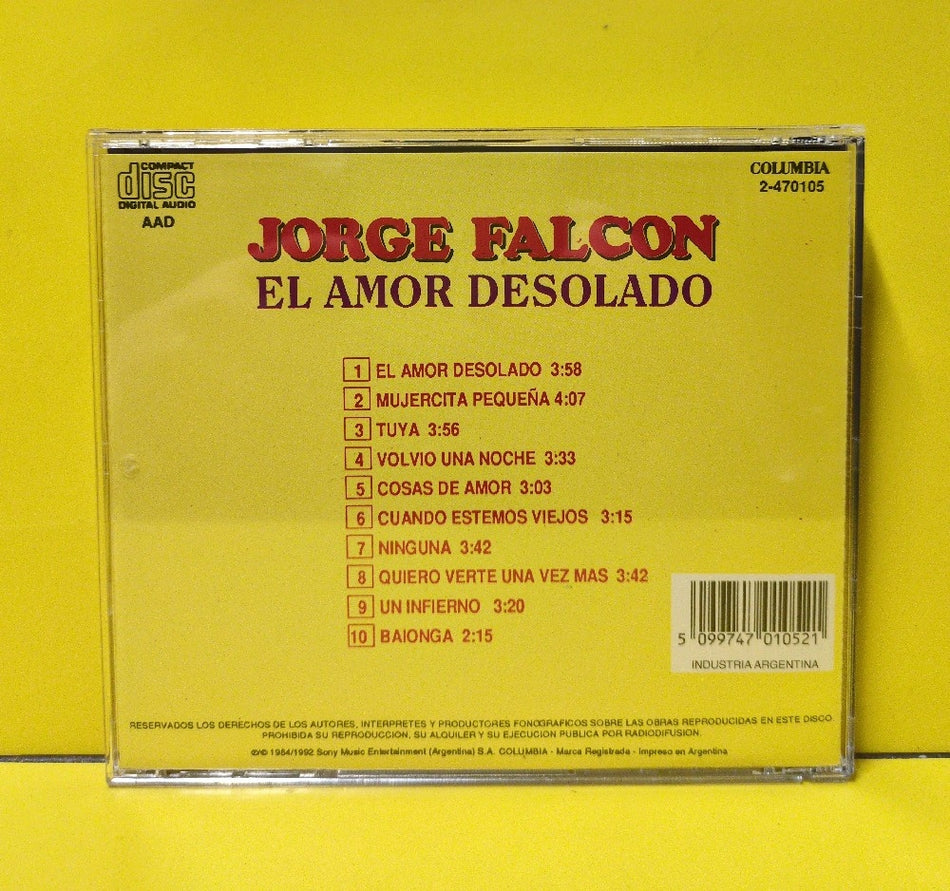 COMPACT
disc
DIGITAL AUDIO
AAD
COLUMBIA
2-470105
JORGE FALCON
EL AMOR DESOLADO
1 EL AMOR DESOLADO 3:58
2 MUJERCITA PEQUEÑA 4:07
3 TUYA 3:56
4 VOLVIO UNA NOCHE 3:33
5 COSAS DE AMOR 3:03
6 CUANDO ESTEMOS VIEJOS 3:15
7 NINGUNA 3:42
8 QUIERO VERTE UNA VEZ MAS 3:42
9 UN INFIERNO 3:20
10 BAIONGA 2:15
5 099747 010521
INDUSTRIA ARGENTINA
RESERVADOS LOS DERECHOS DE LOS AUTORES, INTERPRETES Y PRODUCTORES FONOGRAFICOS SOBRE LAS OBRAS REPRODUCIDAS EN ESTE DISCO.
PROHIBIDA SU REPRODUCCION, SU ALQUILER Y SU EJECUCION PUBLICA POR RADIODIFUSION.
℗/© 1984/1992 Sony Music Entertainment (Argentina) S.A. COLUMBIA - Marca Registrada - Impreso en Argentina